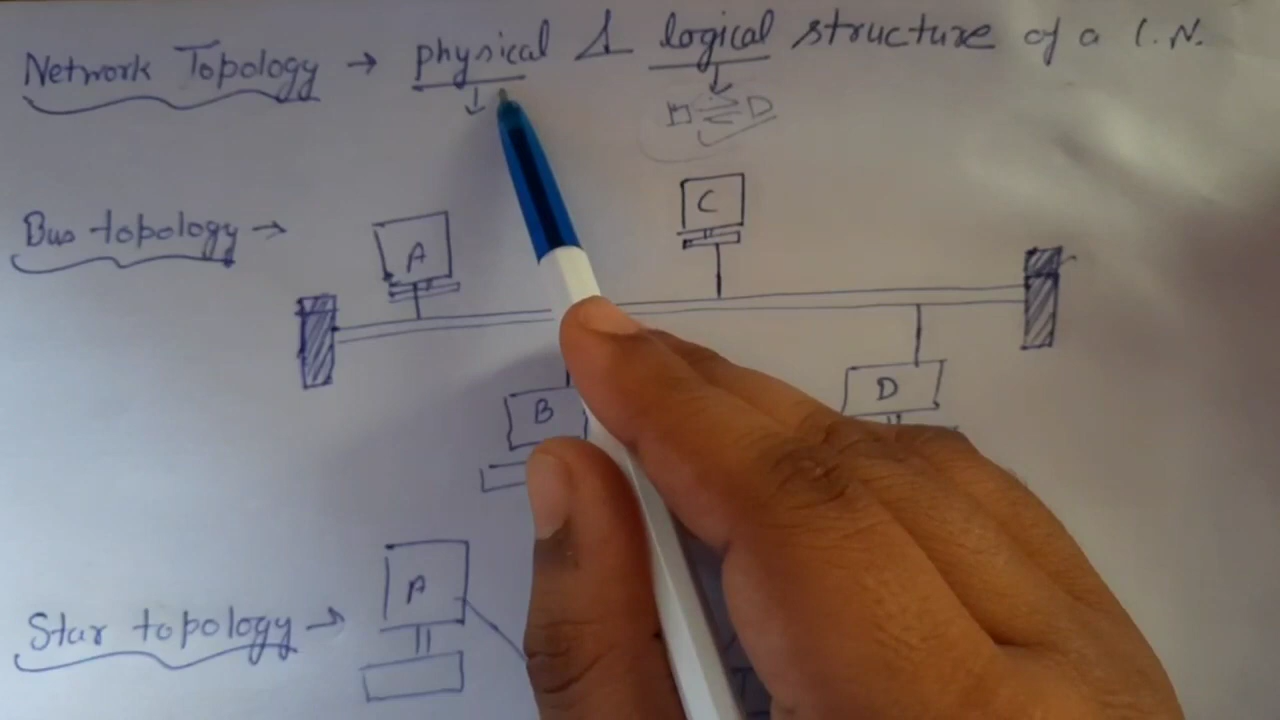 Network Topology → physical & logical structure of a C.N.
D
Bus topology →
C
A
D
B
Star topology →
A